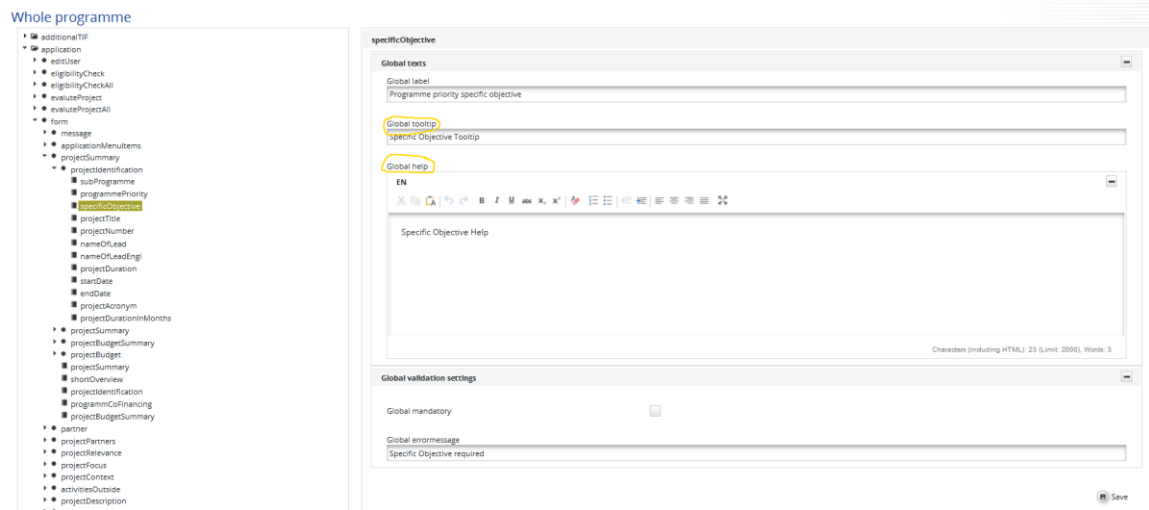 Whole programme
additionalTIF
application
editUser
eligibilityCheck
eligibilityCheckAll
evaluteProject
evaluteProjectAll
form
message
applicationMenuItems
projectSummary
projectIdentification
subProgramme
programmePriority
specificObjective
projectTitle
projectNumber
nameOfLead
nameOfLeadEngl
projectDuration
startDate
endDate
projectAcronym
projectDurationInMonths
projectSummary
projectBudgetSummary
projectBudget
projectSummary
shortOverview
projectIdentification
programmCoFinancing
projectBudgetSummary
partner
projectPartners
projectRelevance
projectFocus
projectContext
activitiesOutside
projectDescription
specificObjective
Global texts
Global label
Programme priority specific objective
Global tooltip
Specific Objective Tooltip
Global help
EN
B I U abc X₂ X²
Specific Objective Help
Characters (including HTML): 23 (Limit: 2000), Words: 3
Global validation settings
Global mandatory
Global errormessage
Specific Objective required
Save